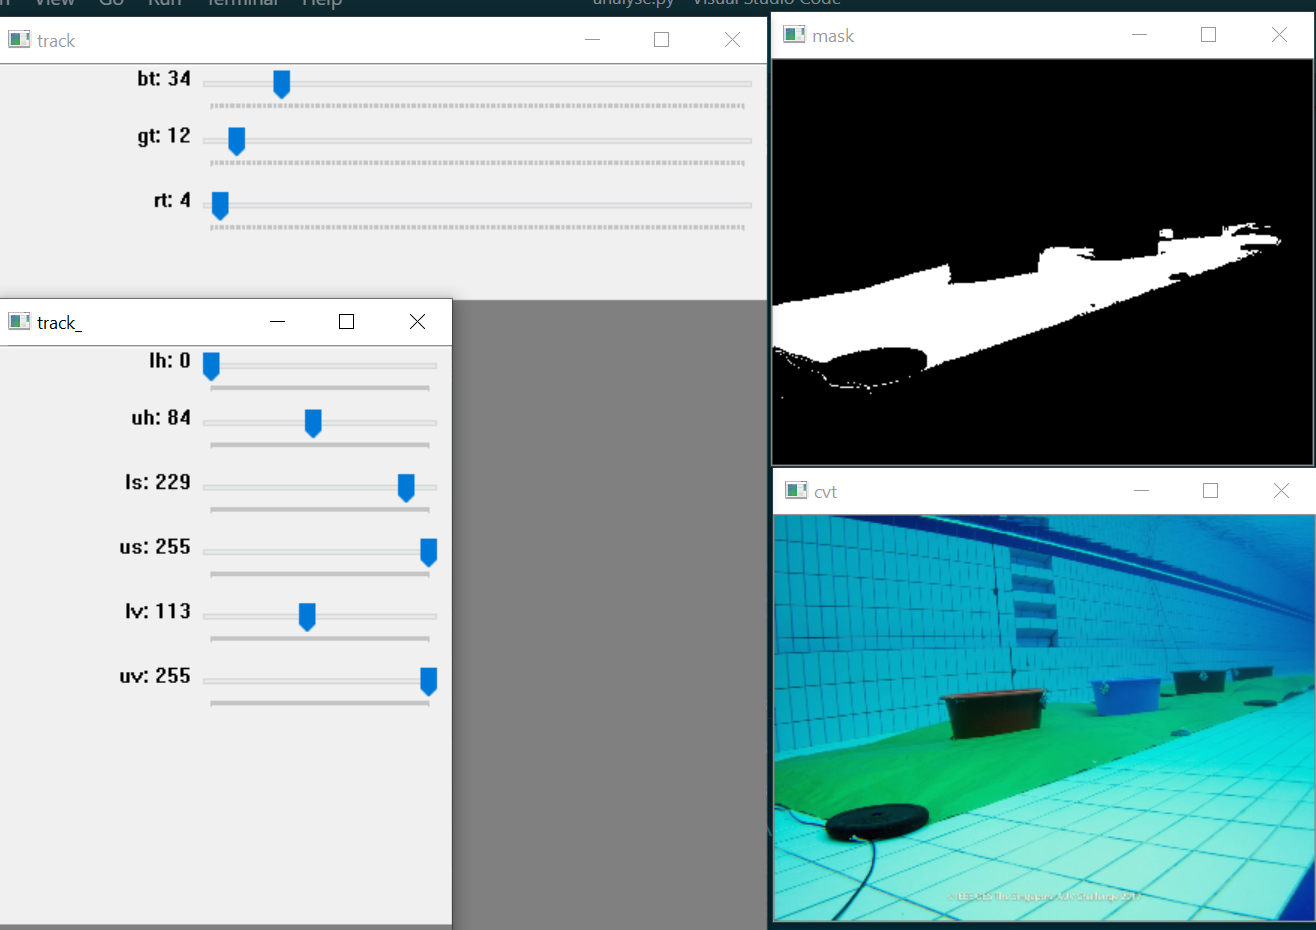 View Go Run Terminal Help
analyse.py - Visual Studio Code
track
bt: 34
gt: 12
rt: 4
track_
lh: 0
uh: 84
ls: 229
us: 255
lv: 113
uv: 255
mask
cvt